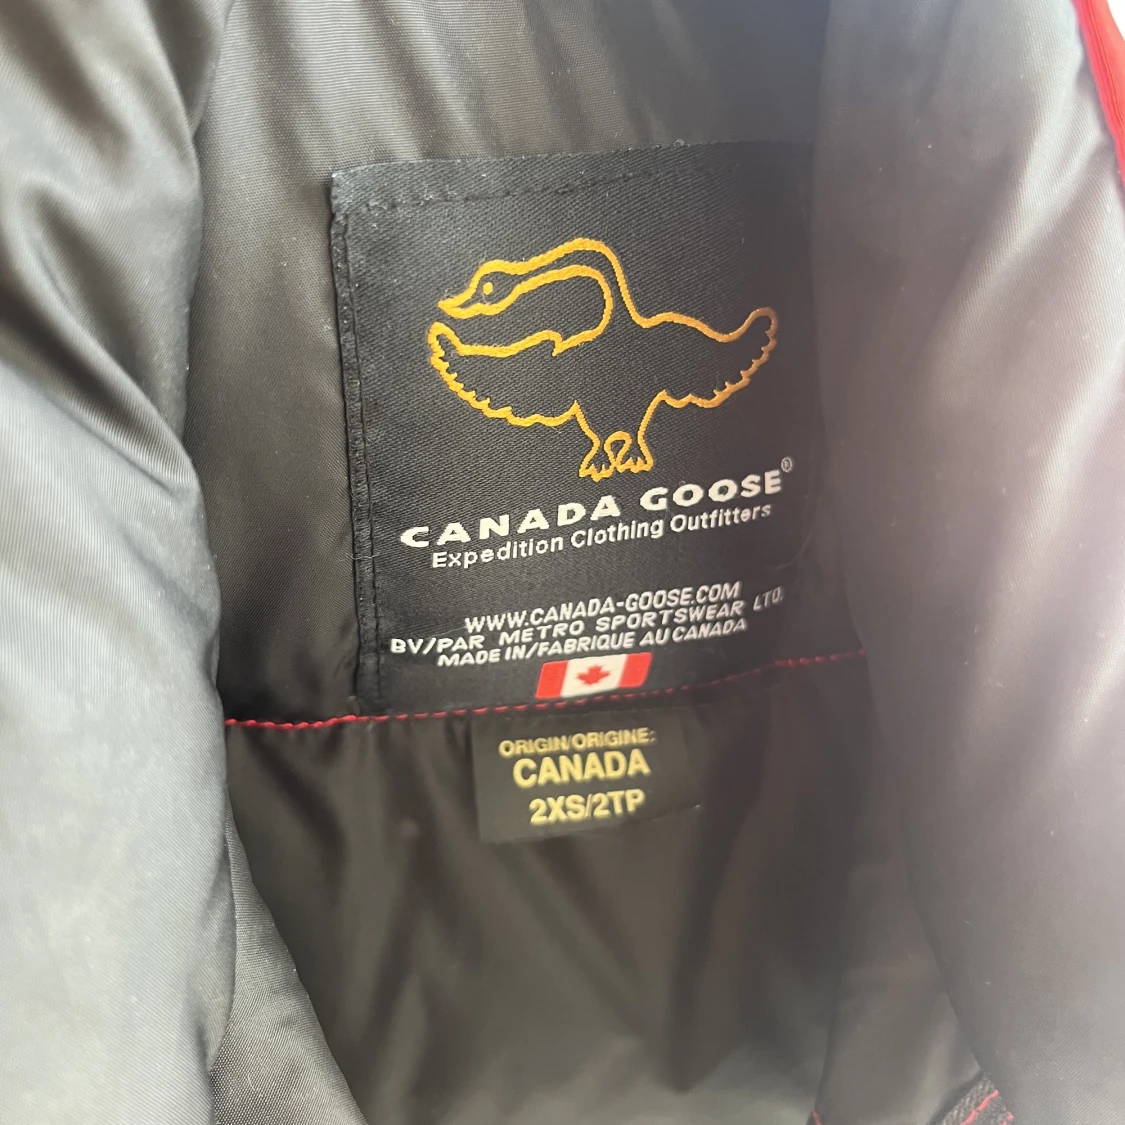 CANADA GOOSE®
Expedition Clothing Outfitters
WWW.CANADA-GOOSE.COM
BV/PAR METRO SPORTSWEAR LTD.
MADE IN/FABRIQUE AU CANADA
ORIGIN/ORIGINE:
CANADA
2XS/2TP